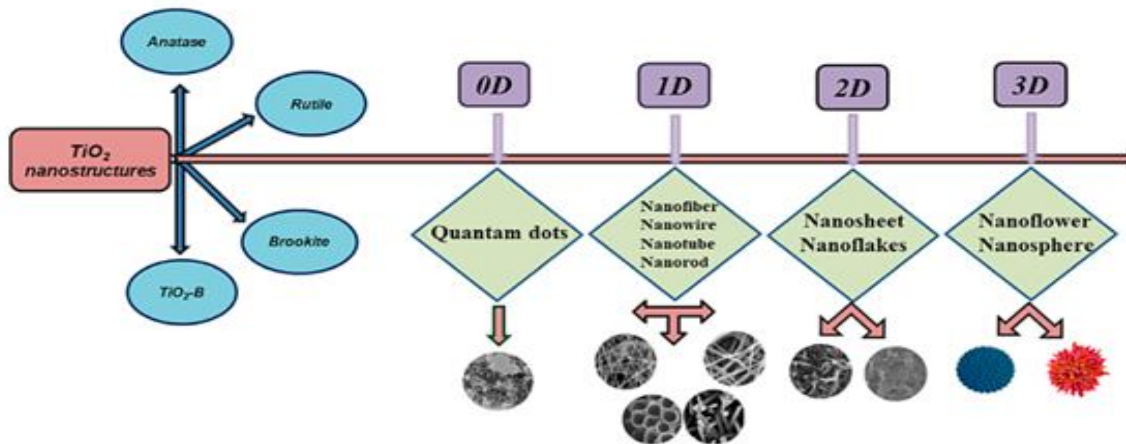 Anatase
Rutile
TiO₂
nanostructures
Brookite
TiO₂-B
0D
1D
2D
3D
Quantam dots
Nanofiber
Nanowire
Nanotube
Nanorod
Nanosheet
Nanoflakes
Nanoflower
Nanosphere